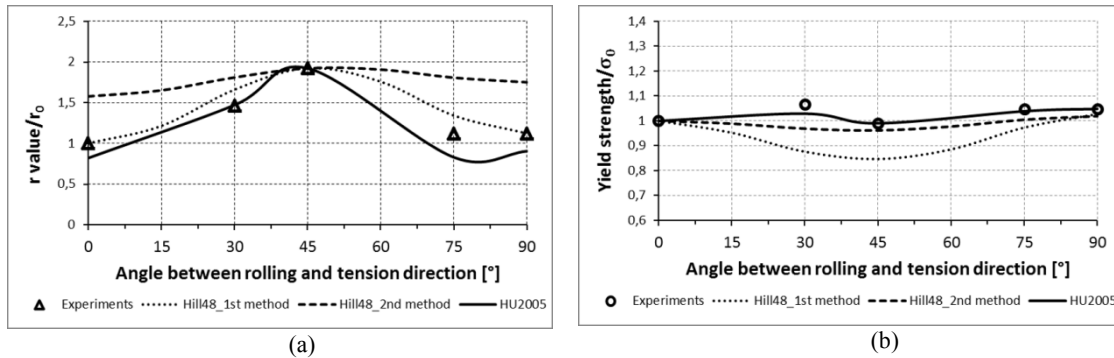 r value/r₀
2,5
2
1,5
1
0,5
0
0 15 30 45 60 75 90
Angle between rolling and tension direction [°]
Experiments Hill48_1st method Hill48_2nd method HU2005
(a)
Yield strength/σ₀
1,4
1,3
1,2
1,1
1
0,9
0,8
0,7
0,6
0 15 30 45 60 75 90
Angle between rolling and tension direction [°]
Experiments Hill48_1st method Hill48_2nd method HU2005
(b)